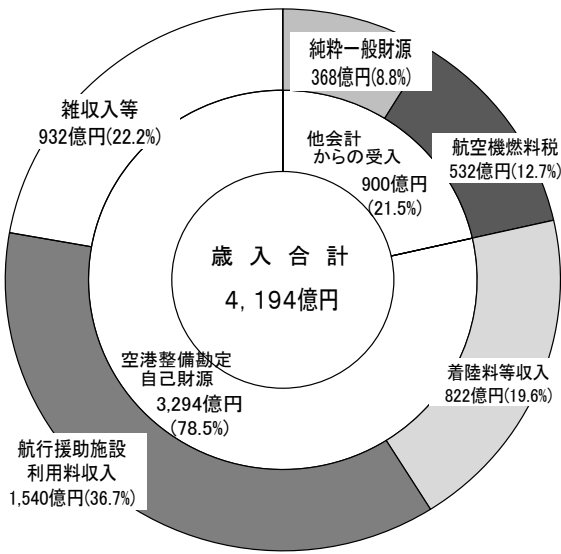 純粋一般財源
368億円(8.8%)
航空機燃料税
532億円(12.7%)
着陸料等収入
822億円(19.6%)
航行援助施設
利用料収入
1,540億円(36.7%)
雑収入等
932億円(22.2%)
他会計
からの受入
900億円
(21.5%)
空港整備勘定
自己財源
3,294億円
(78.5%)
歳 入 合 計
4,194億円